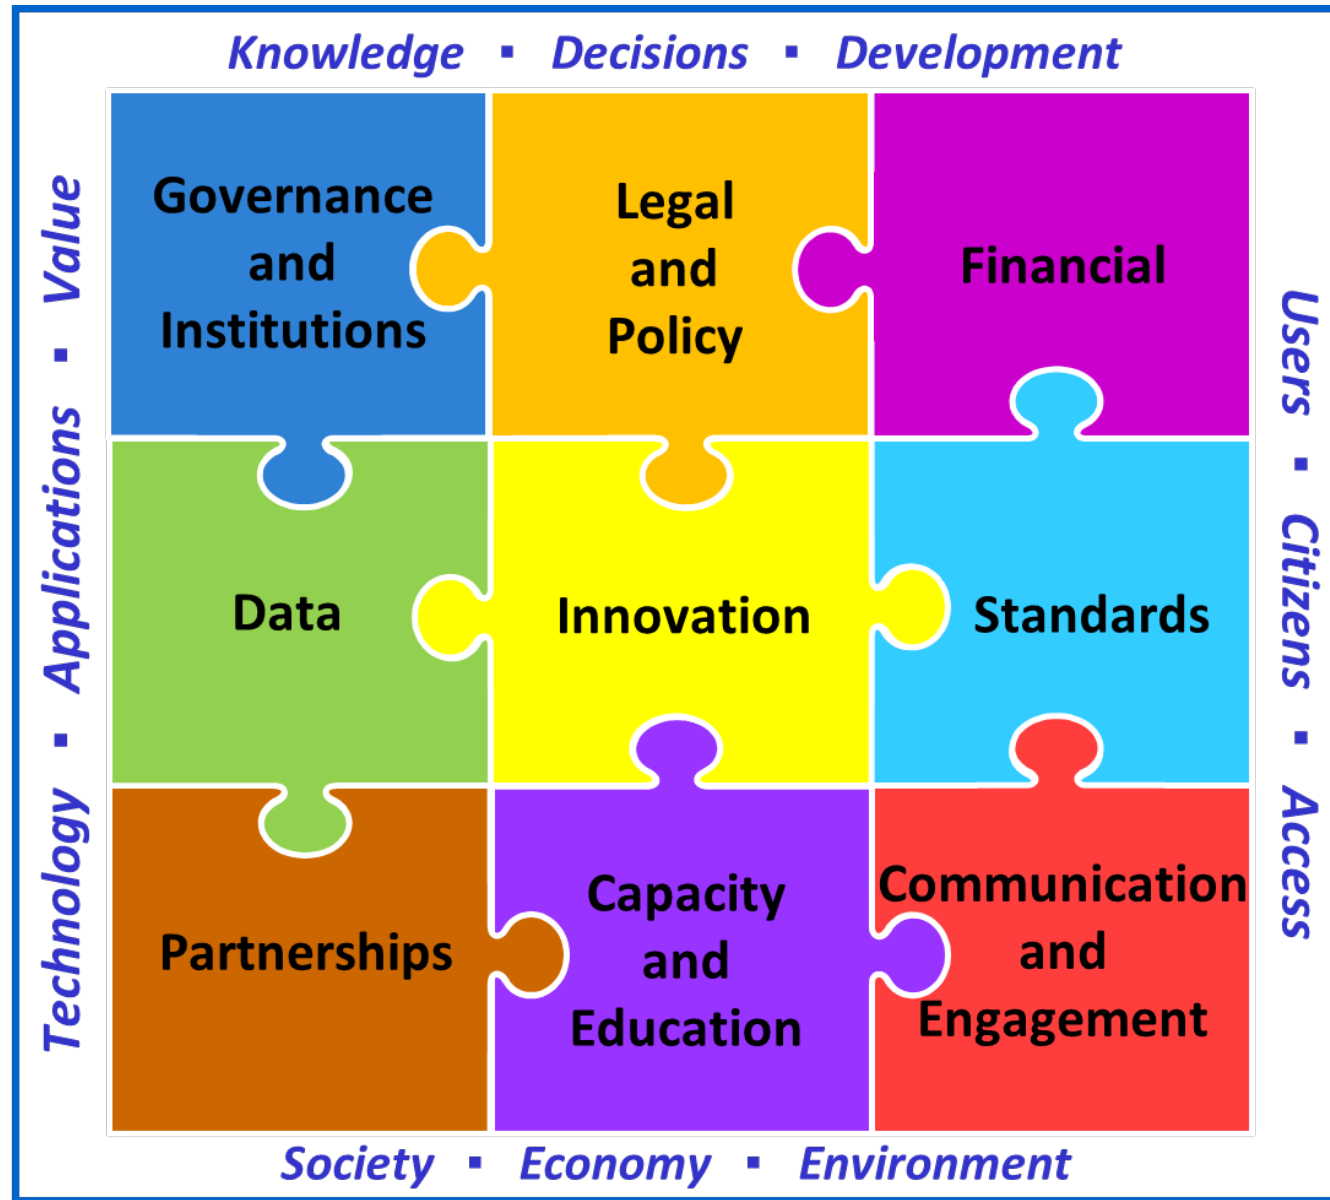 Knowledge ▪ Decisions ▪ Development
Technology ▪ Applications ▪ Value
Governance
and
Institutions
Legal
and
Policy
Financial
Data
Innovation
Standards
Partnerships
Capacity
and
Education
Communication
and
Engagement
Users ▪ Citizens ▪ Access
Society ▪ Economy ▪ Environment